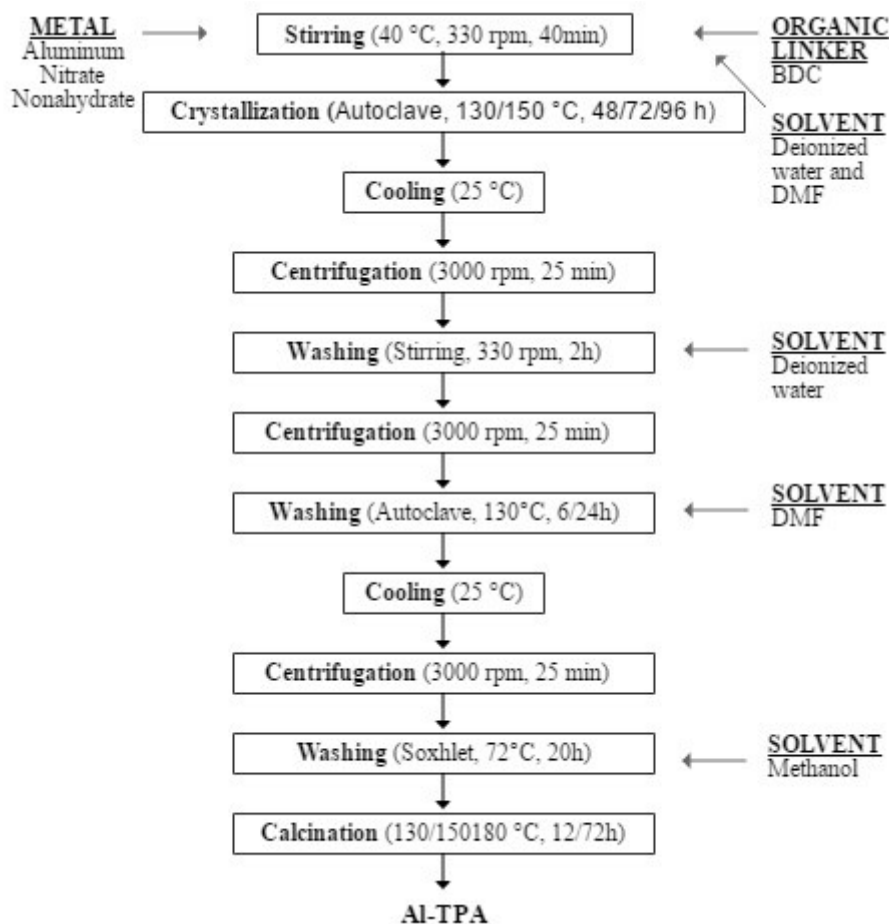 METAL
Aluminum
Nitrate
Nonahydrate
Stirring (40 °C, 330 rpm, 40min)
ORGANIC
LINKER
BDC
SOLVENT
Deionized
water and
DMF
Crystallization (Autoclave, 130/150 °C, 48/72/96 h)
Cooling (25 °C)
Centrifugation (3000 rpm, 25 min)
Washing (Stirring, 330 rpm, 2h)
SOLVENT
Deionized
water
Centrifugation (3000 rpm, 25 min)
Washing (Autoclave, 130°C, 6/24h)
SOLVENT
DMF
Cooling (25 °C)
Centrifugation (3000 rpm, 25 min)
Washing (Soxhlet, 72°C, 20h)
SOLVENT
Methanol
Calcination (130/150180 °C, 12/72h)
Al-TPA